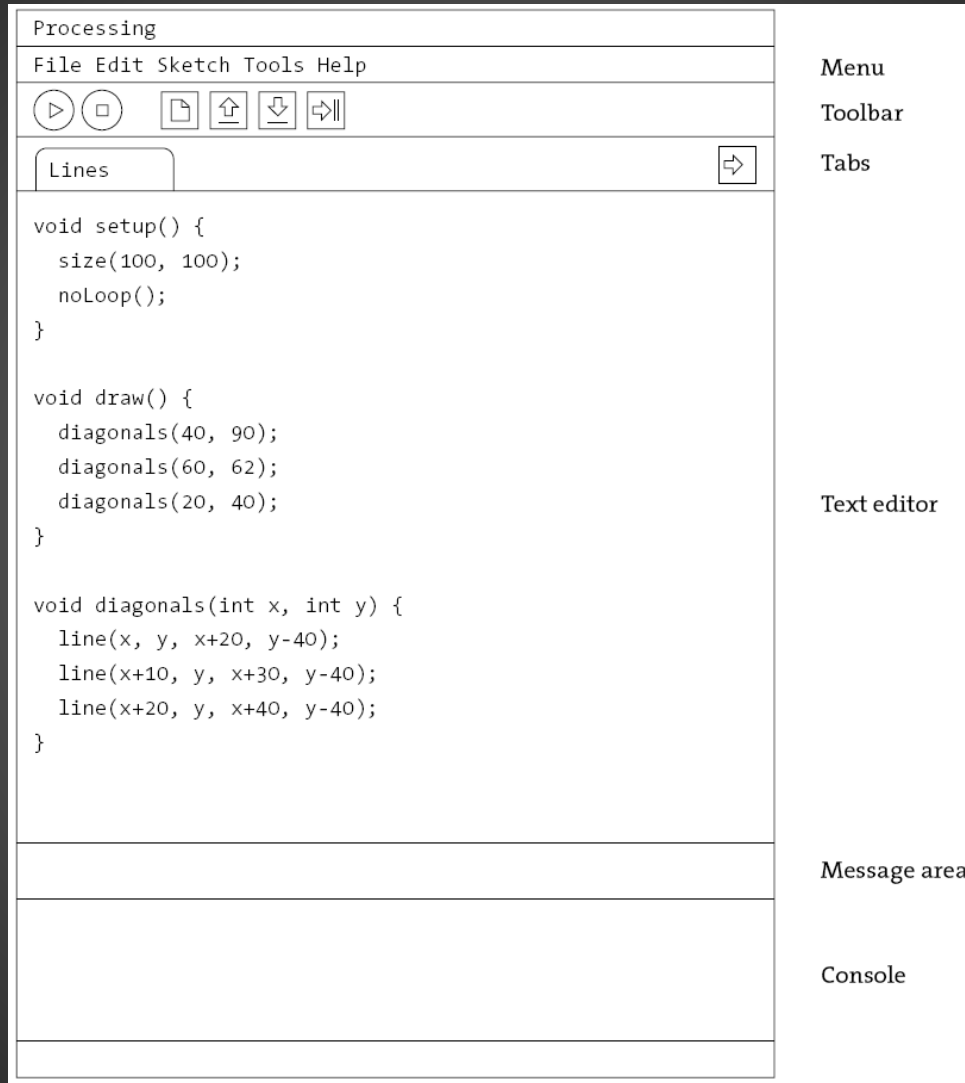 Processing
File Edit Sketch Tools Help
Menu
Toolbar
Lines
Tabs
void setup() {
  size(100, 100);
  noLoop();
}
void draw() {
  diagonals(40, 90);
  diagonals(60, 62);
  diagonals(20, 40);
}
Text editor
void diagonals(int x, int y) {
  line(x, y, x+20, y-40);
  line(x+10, y, x+30, y-40);
  line(x+20, y, x+40, y-40);
}
Message area
Console